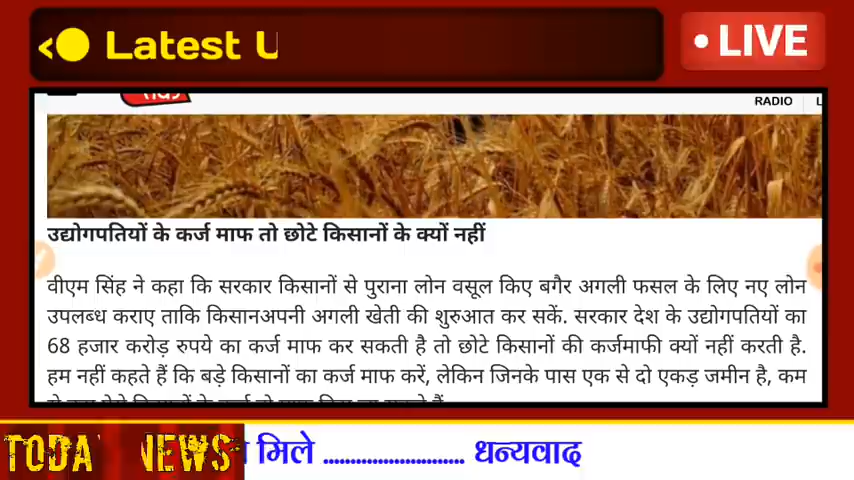 Latest U
• LIVE
RADIO
उद्योगपतियों के कर्ज माफ तो छोटे किसानों के क्यों नहीं
वीएम सिंह ने कहा कि सरकार किसानों से पुराना लोन वसूल किए बगैर अगली फसल के लिए नए लोन
उपलब्ध कराए ताकि किसानअपनी अगली खेती की शुरुआत कर सकें. सरकार देश के उद्योगपतियों का
68 हजार करोड़ रुपये का कर्ज माफ कर सकती है तो छोटे किसानों की कर्जमाफी क्यों नहीं करती है.
हम नहीं कहते हैं कि बड़े किसानों का कर्ज माफ करें, लेकिन जिनके पास एक से दो एकड़ जमीन है, कम
TODA NEWS
मिले ......................... धन्यवाद